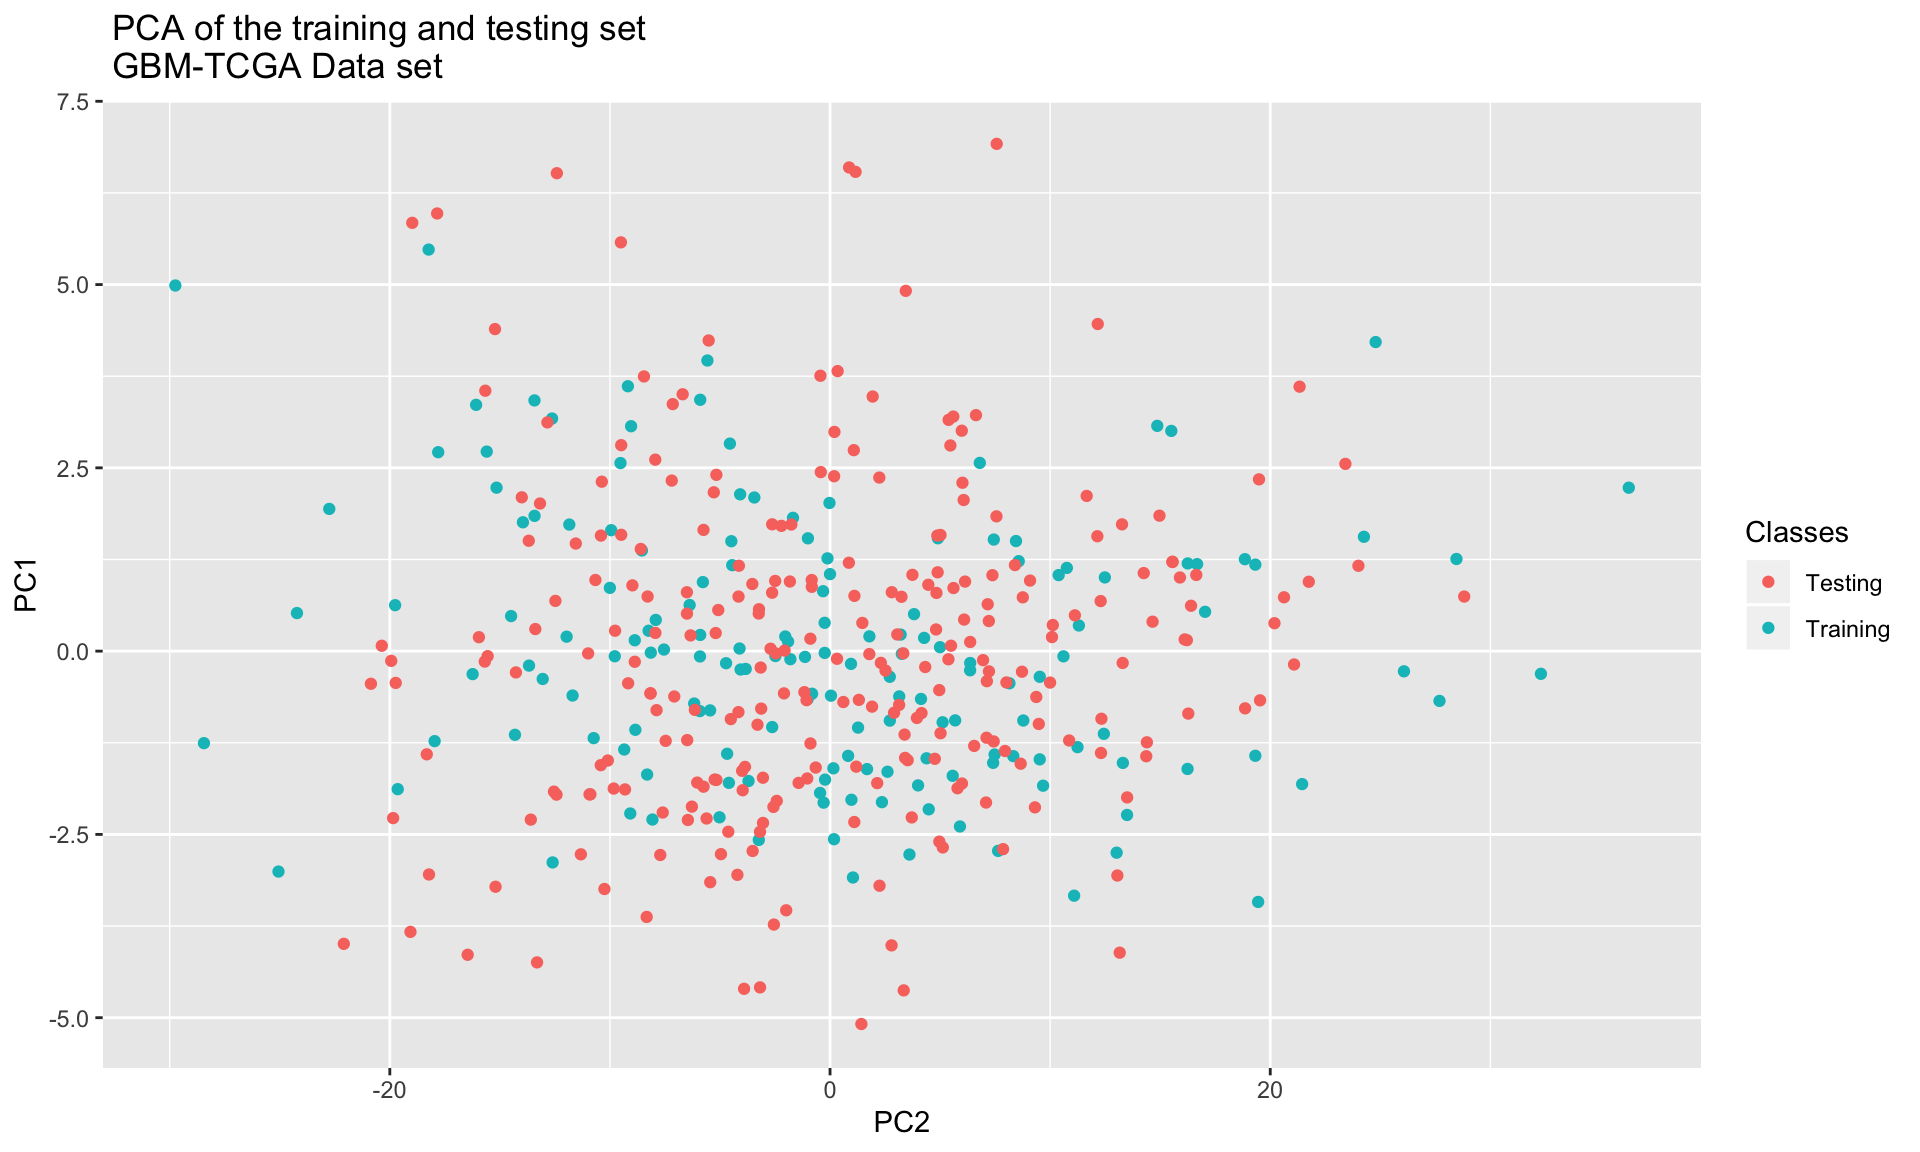 PCA of the training and testing set
GBM-TCGA Data set
7.5
5.0
2.5
0.0
-2.5
-5.0
PC1
-20
0
20
PC2
Classes
Testing
Training